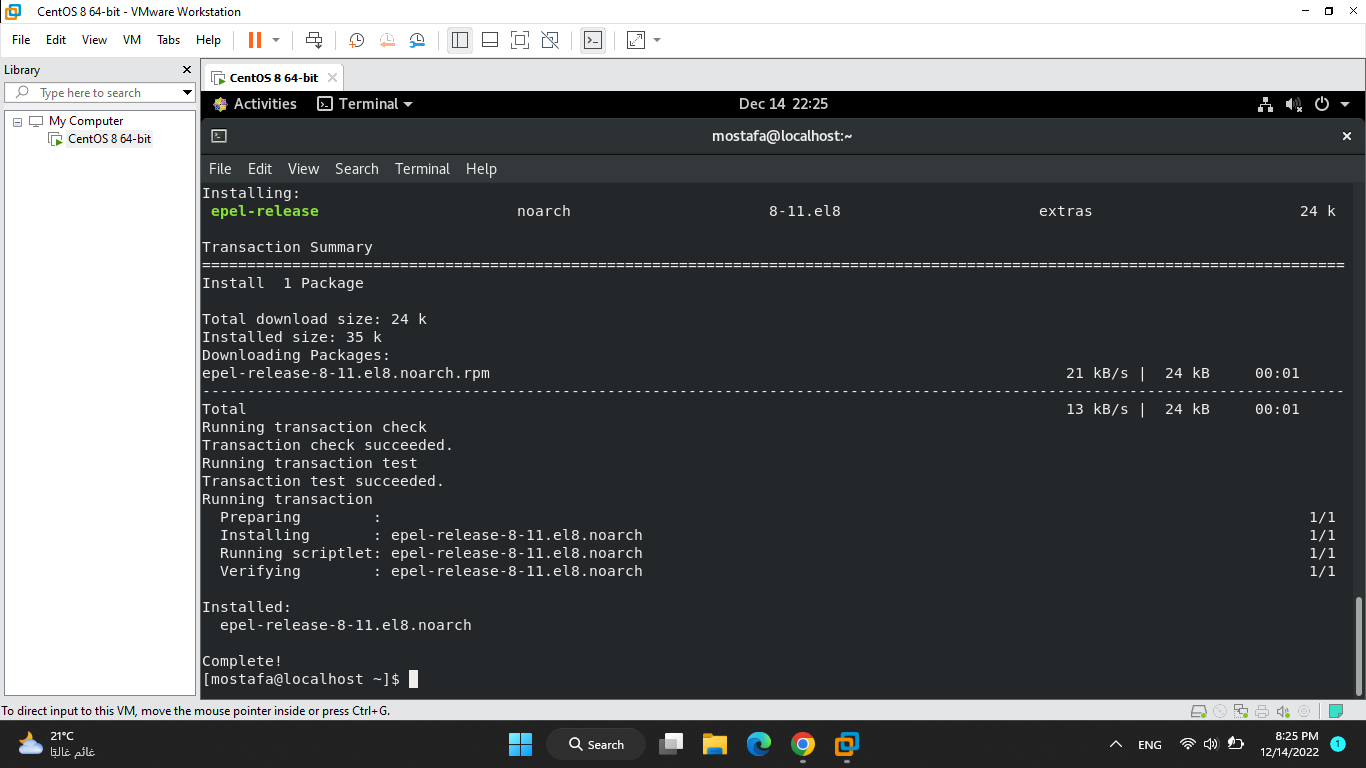 CentOS 8 64-bit - VMware Workstation
File Edit View VM Tabs Help
Library
Type here to search
My Computer
CentOS 8 64-bit
CentOS 8 64-bit
Activities Terminal Dec 14 22:25
mostafa@localhost:~
File Edit View Search Terminal Help
Installing:
epel-release noarch 8-11.el8 extras 24 k
Transaction Summary
================================================================================
Install  1 Package
Total download size: 24 k
Installed size: 35 k
Downloading Packages:
epel-release-8-11.el8.noarch.rpm 21 kB/s | 24 kB 00:01
--------------------------------------------------------------------------------
Total 13 kB/s | 24 kB 00:01
Running transaction check
Transaction check succeeded.
Running transaction test
Transaction test succeeded.
Running transaction
Preparing : 1/1
Installing : epel-release-8-11.el8.noarch 1/1
Running scriptlet: epel-release-8-11.el8.noarch 1/1
Verifying : epel-release-8-11.el8.noarch 1/1
Installed:
epel-release-8-11.el8.noarch
Complete!
[mostafa@localhost ~]$
To direct input to this VM, move the mouse pointer inside or press Ctrl+G.
21°C
غائم غالبًا
Search
ENG
8:25 PM
12/14/2022
1